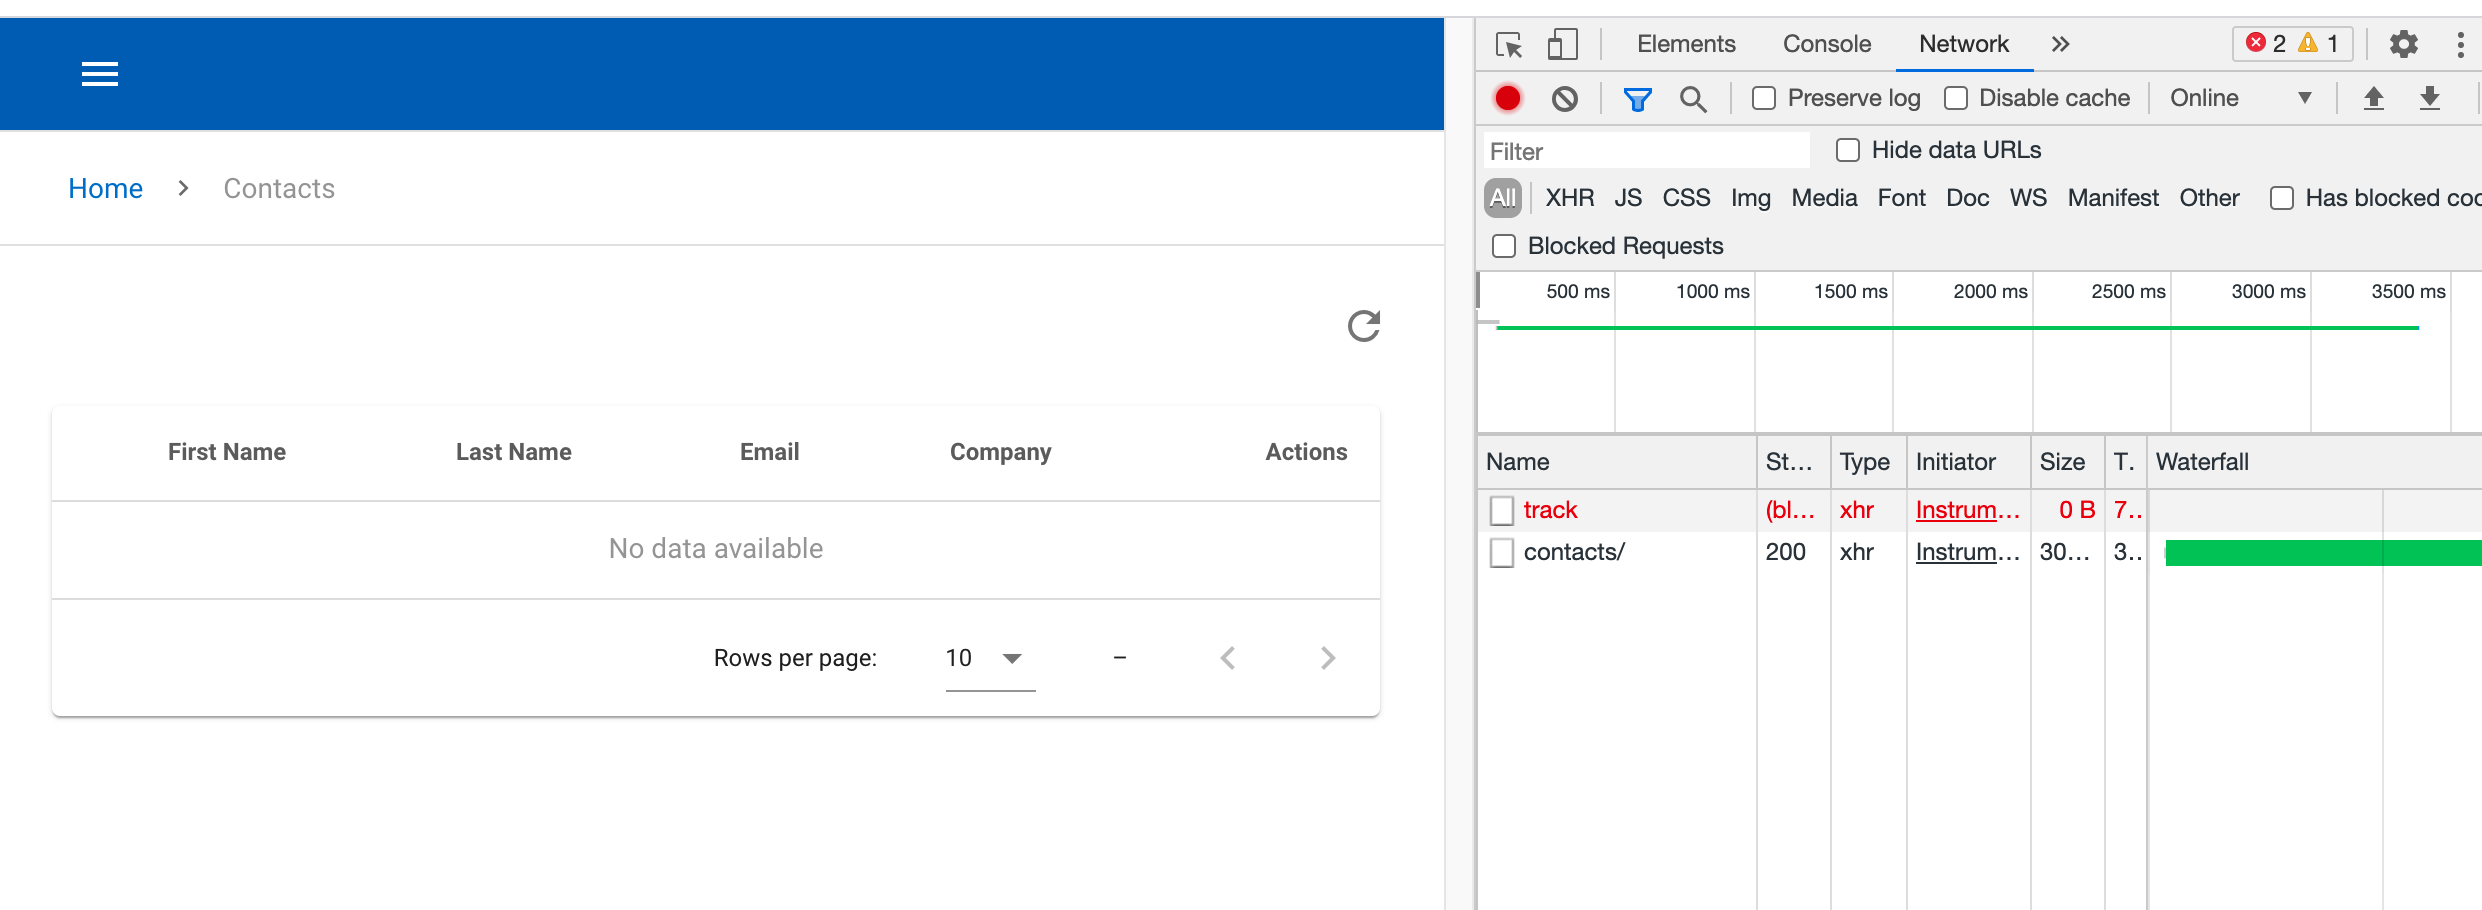 Home > Contacts
First Name Last Name Email Company Actions
No data available
Rows per page: 10 –
Elements Console Network » 2 1
Preserve log Disable cache Online
Filter Hide data URLs
All XHR JS CSS Img Media Font Doc WS Manifest Other Has blocked coo
Blocked Requests
500 ms 1000 ms 1500 ms 2000 ms 2500 ms 3000 ms 3500 ms
Name St... Type Initiator Size T. Waterfall
track (bl... xhr Instrum... 0 B 7..
contacts/ 200 xhr Instrum... 30... 3..